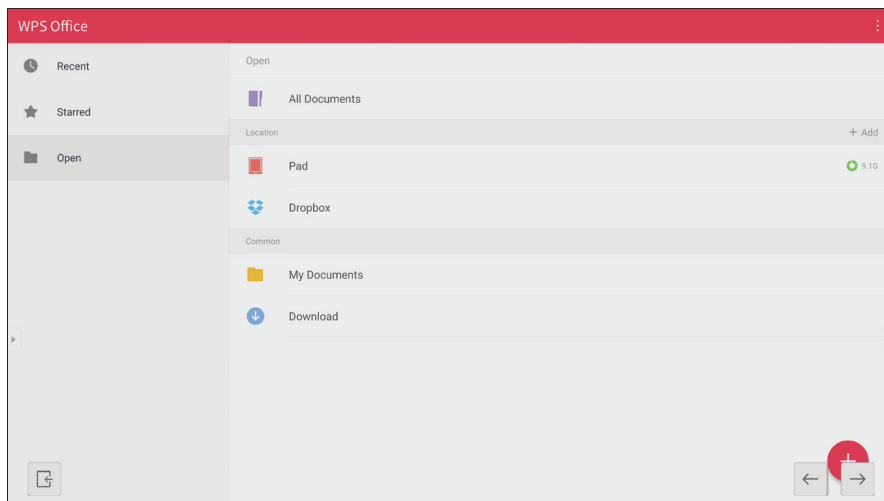 WPS Office
Recent
Starred
Open
Open
All Documents
Location
+ Add
Pad
9.1G
Dropbox
Common
My Documents
Download